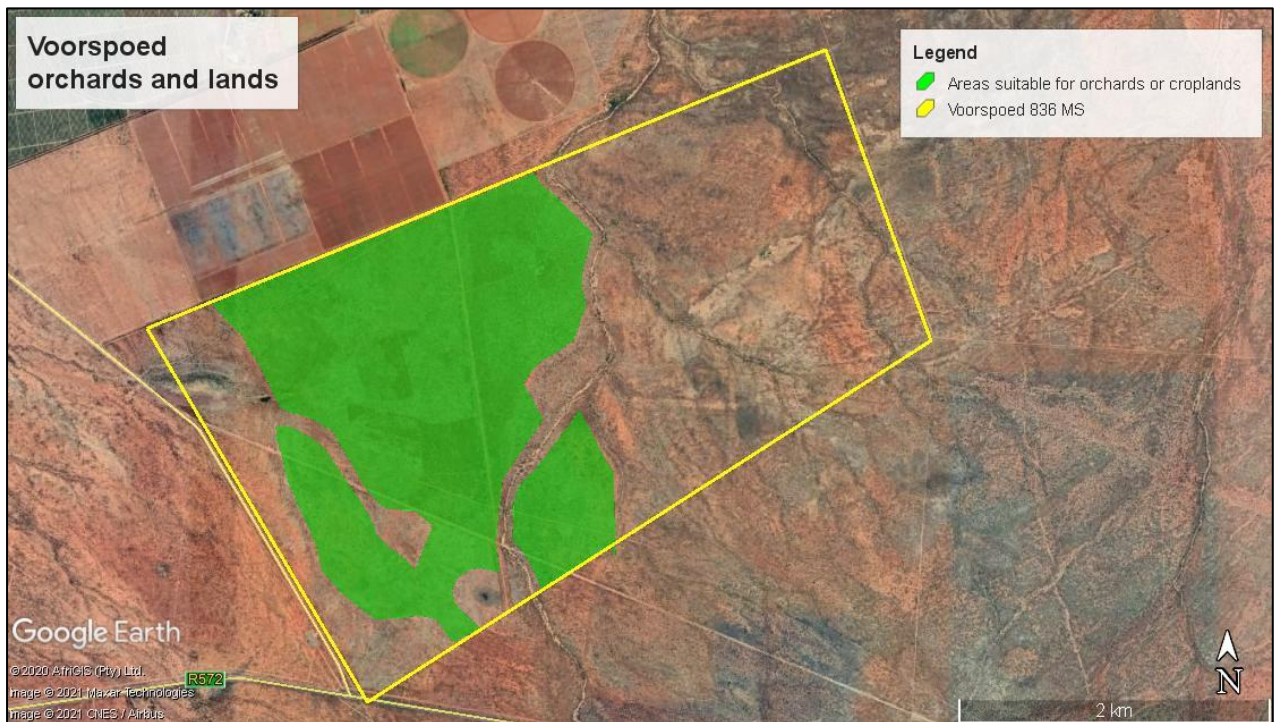 Voorspoed
orchards and lands
Legend
Areas suitable for orchards or croplands
Voorspoed 836 MS
Google Earth
© 2020 AfriGIS (Pty) Ltd.
R572
Image © 2021 Maxar Technologies
Image © 2021 CNES / Airbus
N
2 km